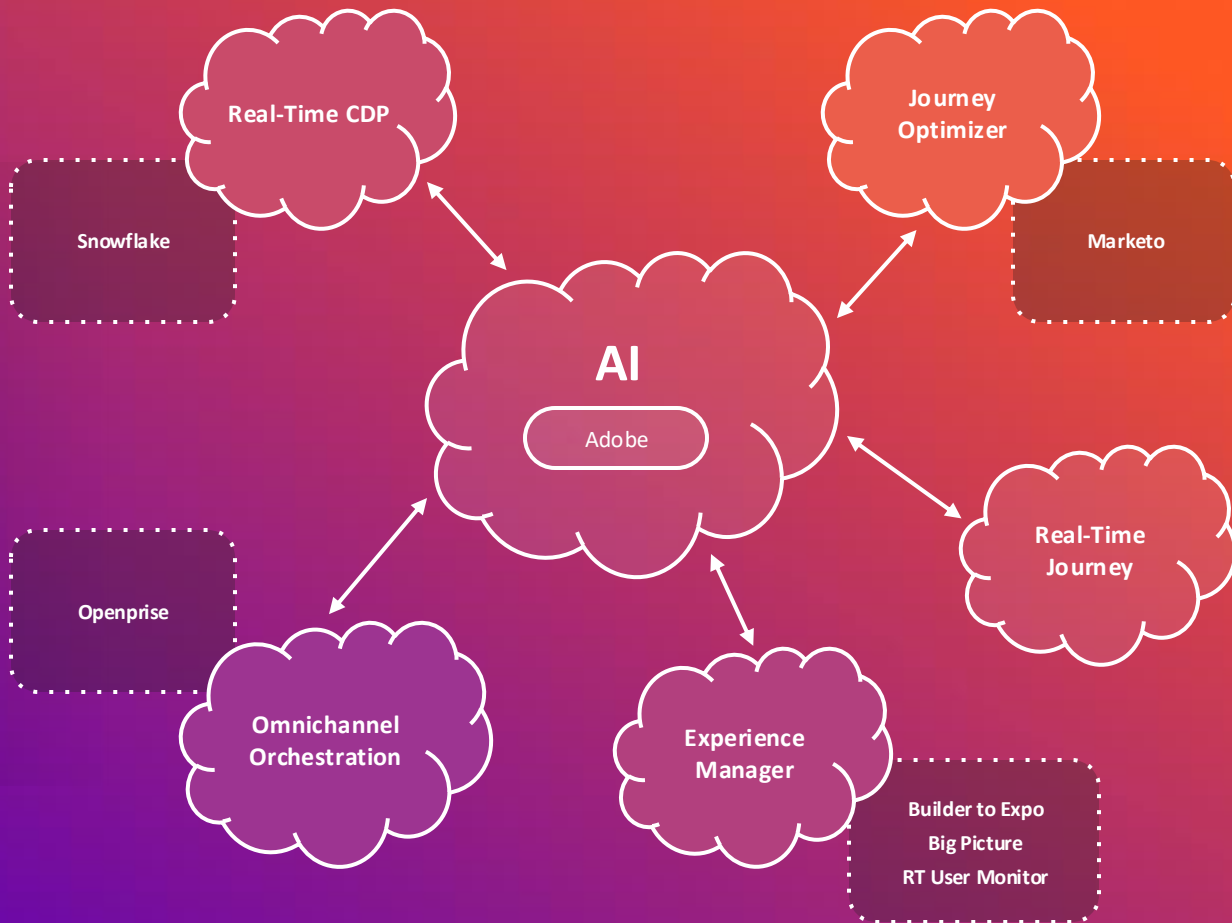 Real-Time CDP
Journey
Optimizer
Snowflake
Marketo
AI
Adobe
Real-Time
Journey
Openprise
Omnichannel
Orchestration
Experience
Manager
Builder to Expo
Big Picture
RT User Monitor